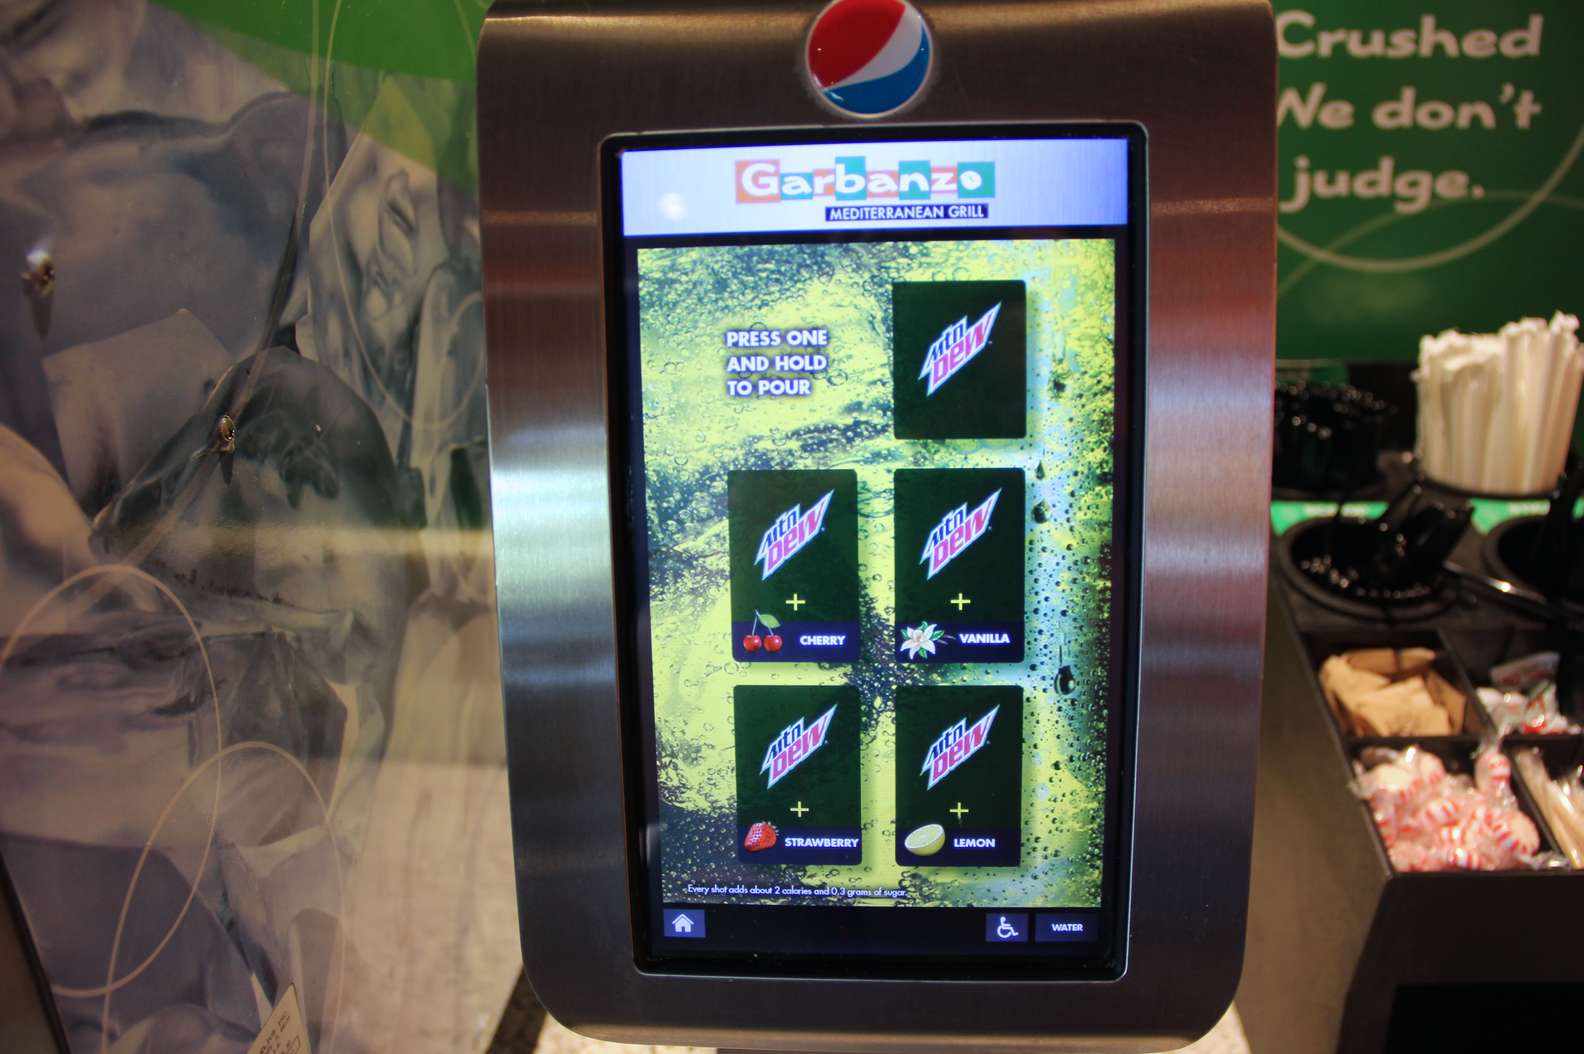 Crushed
We don't
judge.
Garbanzo
MEDITERRANEAN GRILL
PRESS ONE
AND HOLD
TO POUR
Mtn
DEW
Mtn
DEW
+
CHERRY
Mtn
DEW
+
VANILLA
Mtn
DEW
+
STRAWBERRY
Mtn
DEW
+
LEMON
Every shot adds about 2 calories and 0.3 grams of sugar.
WATER